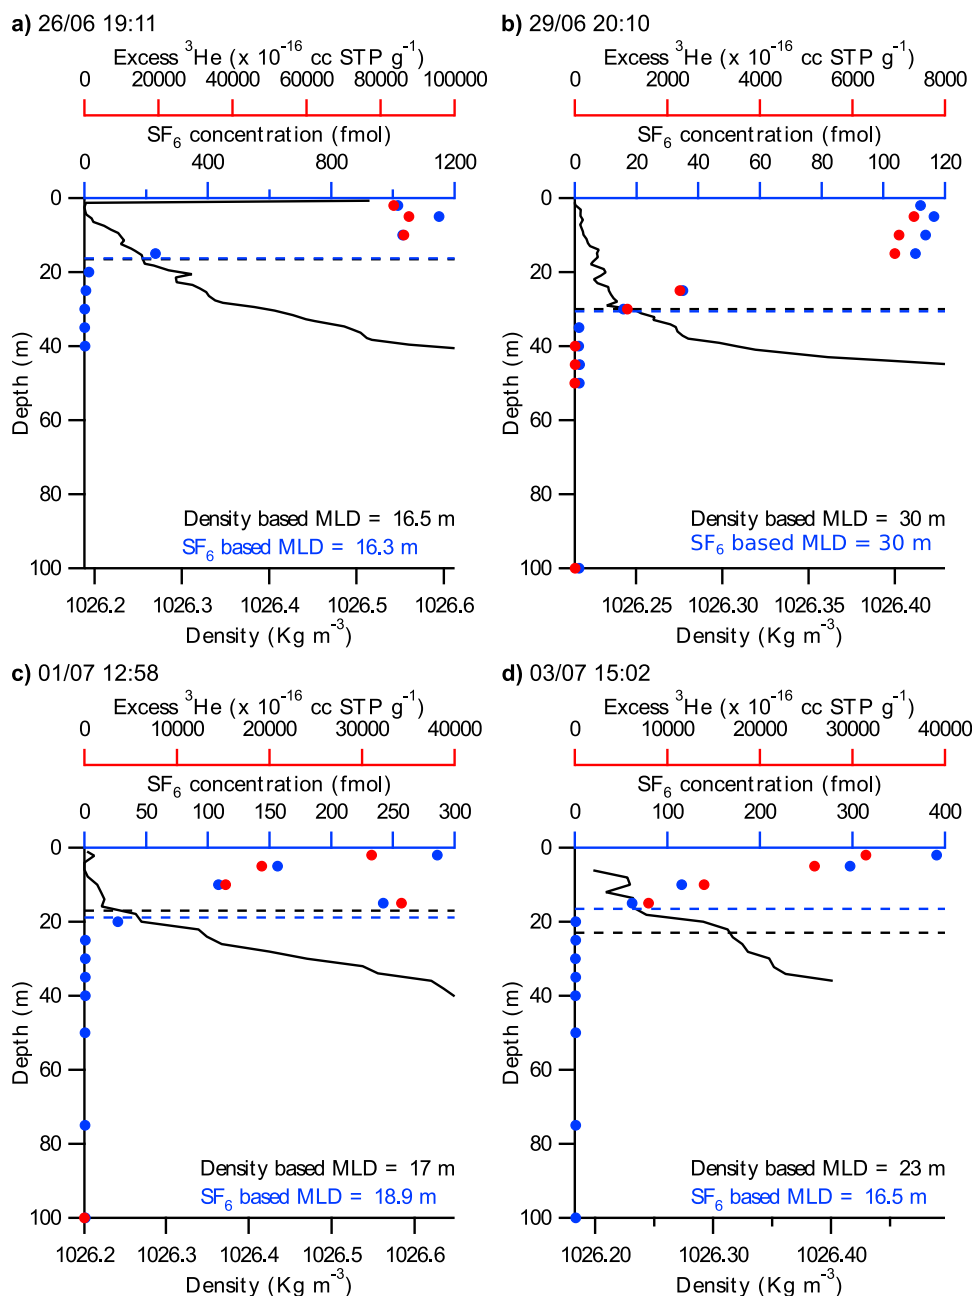 a) 26/06 19:11
Excess ³He (x 10⁻¹⁶ cc STP g⁻¹)
0 20000 40000 60000 80000 100000
SF₆ concentration (fmol)
0 400 800 1200
0
20
40
60
80
100
Depth (m)
Density based MLD = 16.5 m
SF₆ based MLD = 16.3 m
1026.2 1026.3 1026.5 1026.6
Density (Kg m⁻³)
b) 29/06 20:10
Excess ³He (x 10⁻¹⁶ cc STP g⁻¹)
0 2000 4000 6000 8000
SF₆ concentration (fmol)
0 20 40 60 80 100 120
0
20
40
60
80
100
Depth (m)
Density based MLD = 30 m
SF₆ based MLD = 30 m
1026.25 1026.30 1026.35 1026.40
Density (Kg m⁻³)
c) 01/07 12:58
Excess ³He (x 10⁻¹⁶ cc STP g⁻¹)
0 10000 20000 30000 40000
SF₆ concentration (fmol)
0 50 100 150 200 250 300
0
20
40
60
80
100
Depth (m)
Density based MLD = 17 m
SF₆ based MLD = 18.9 m
1026.2 1026.3 1026.4 1026.5 1026.6
Density (Kg m⁻³)
d) 03/07 15:02
Excess ³He (x 10⁻¹⁶ cc STP g⁻¹)
0 10000 20000 30000 40000
SF₆ concentration (fmol)
0 100 200 300 400
0
20
40
60
80
100
Depth (m)
Density based MLD = 23 m
SF₆ based MLD = 16.5 m
1026.20 1026.30 1026.40
Density (Kg m⁻³)